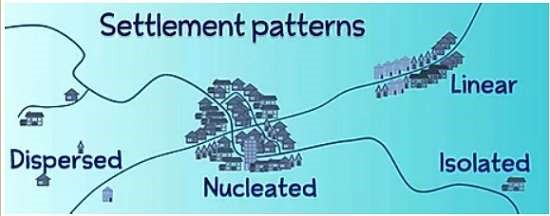 Settlement patterns
Linear
Dispersed
Nucleated
Isolated